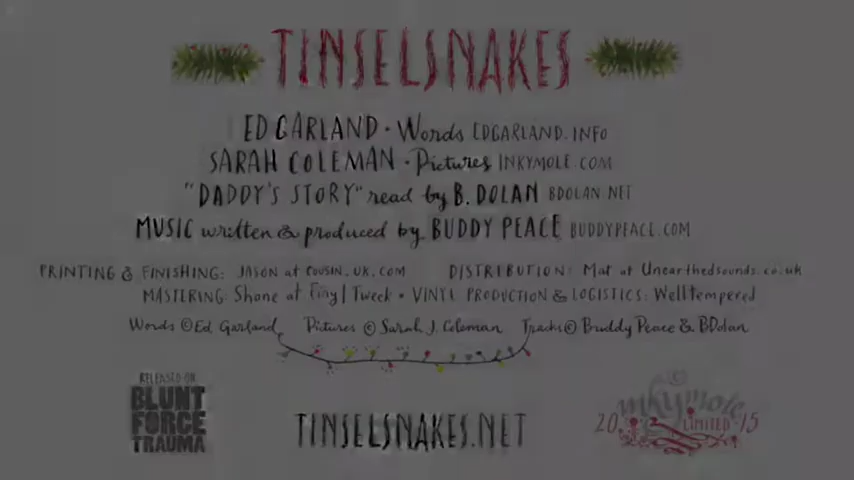 TINSELSNAKES
ED GARLAND · Words EDGARLAND.INFO
SARAH COLEMAN · Pictures INKYMOLE.COM
"DADDY'S STORY" read by B. DOLAN BDOLAN.NET
MUSIC written & produced by BUDDY PEACE BUDDYPEACE.COM
PRINTING & FINISHING: JASON at COUSIN.UK.COM DISTRIBUTION: Mat at Unearthedsounds.co.uk
MASTERING: Shane at Tiny | Tweck · VINYL PRODUCTION & LOGISTICS: Welltempered
Words © Ed Garland Pictures © Sarah J. Coleman Tracks © Buddy Peace & BDolan
RELEASED ON
BLUNT
FORCE
TRAUMA
TINSELSNAKES.NET
inkymole
20 LIMITED 15